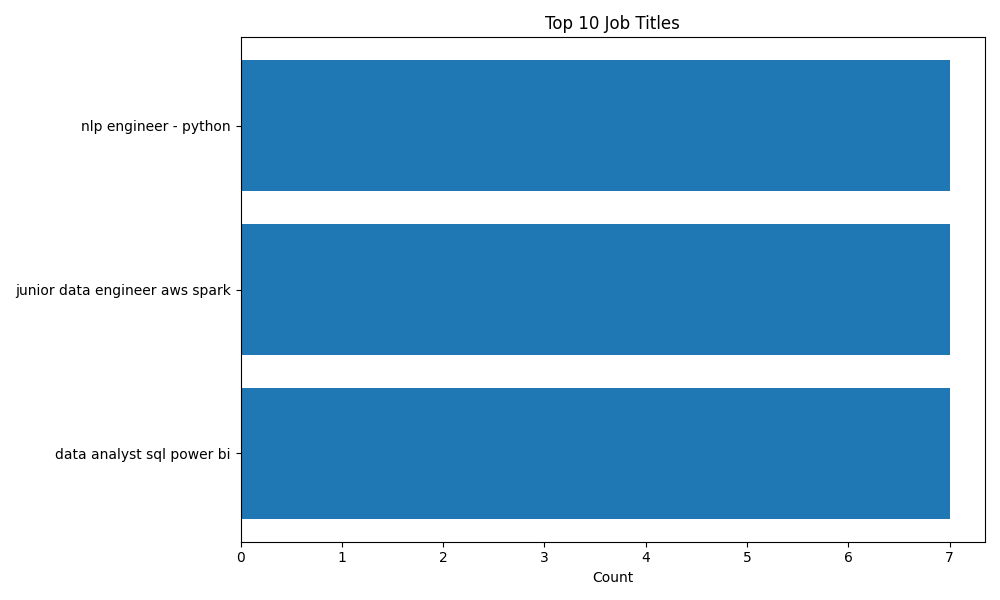 Top 10 Job Titles
nlp engineer - python
junior data engineer aws spark
data analyst sql power bi
0 1 2 3 4 5 6 7
Count